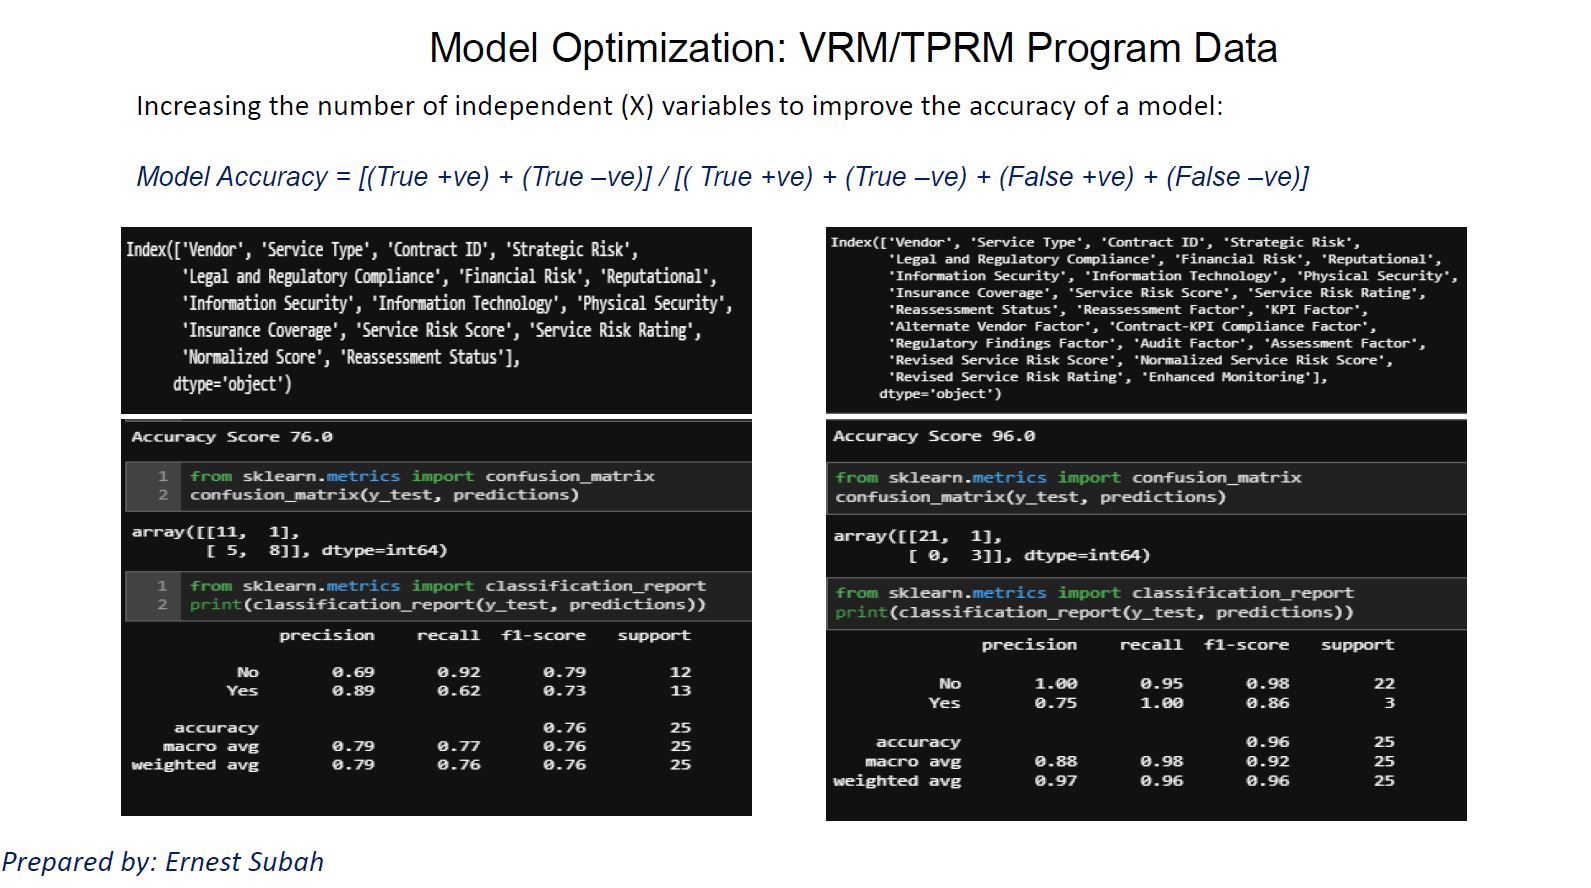 Model Optimization: VRM/TPRM Program Data
Increasing the number of independent (X) variables to improve the accuracy of a model:
Model Accuracy = [(True +ve) + (True –ve)] / [( True +ve) + (True –ve) + (False +ve) + (False –ve)]
Index(['Vendor', 'Service Type', 'Contract ID', 'Strategic Risk',
'Legal and Regulatory Compliance', 'Financial Risk', 'Reputational',
'Information Security', 'Information Technology', 'Physical Security',
'Insurance Coverage', 'Service Risk Score', 'Service Risk Rating',
'Normalized Score', 'Reassessment Status'],
dtype='object')
Accuracy Score 76.0
1 from sklearn.metrics import confusion_matrix
2 confusion_matrix(y_test, predictions)
array([[11, 1],
[ 5, 8]], dtype=int64)
1 from sklearn.metrics import classification_report
2 print(classification_report(y_test, predictions))
precision recall f1-score support
No 0.69 0.92 0.79 12
Yes 0.89 0.62 0.73 13
accuracy 0.76 25
macro avg 0.79 0.77 0.76 25
weighted avg 0.79 0.76 0.76 25
Index(['Vendor', 'Service Type', 'Contract ID', 'Strategic Risk',
'Legal and Regulatory Compliance', 'Financial Risk', 'Reputational',
'Information Security', 'Information Technology', 'Physical Security',
'Insurance Coverage', 'Service Risk Score', 'Service Risk Rating',
'Reassessment Status', 'Reassessment Factor', 'KPI Factor',
'Alternate Vendor Factor', 'Contract-KPI Compliance Factor',
'Regulatory Findings Factor', 'Audit Factor', 'Assessment Factor',
'Revised Service Risk Score', 'Normalized Service Risk Score',
'Revised Service Risk Rating', 'Enhanced Monitoring'],
dtype='object')
Accuracy Score 96.0
from sklearn.metrics import confusion_matrix
confusion_matrix(y_test, predictions)
array([[21, 1],
[ 0, 3]], dtype=int64)
from sklearn.metrics import classification_report
print(classification_report(y_test, predictions))
precision recall f1-score support
No 1.00 0.95 0.98 22
Yes 0.75 1.00 0.86 3
accuracy 0.96 25
macro avg 0.88 0.98 0.92 25
weighted avg 0.97 0.96 0.96 25
Prepared by: Ernest Subah